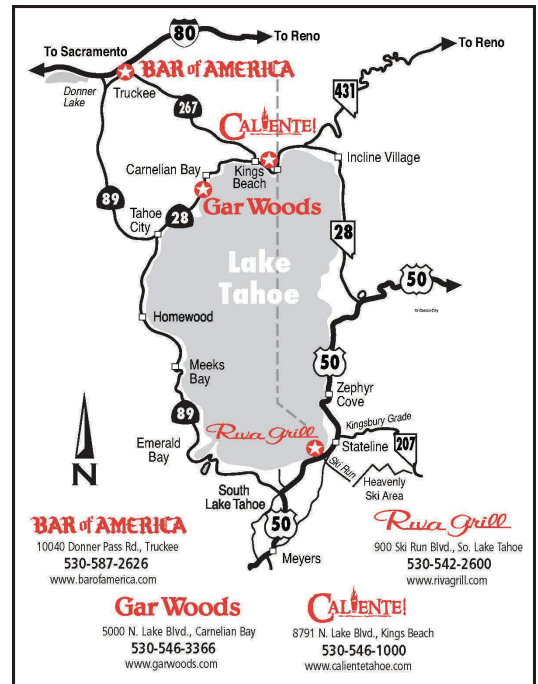 80
To Sacramento
To Reno
To Reno
BAR of AMERICA
Donner
Lake
Truckee
431
267
CALIENTE!
Carnelian Bay
Kings
Beach
Incline Village
89
Gar Woods
Tahoe
City
28
28
Lake
Tahoe
50
To Carson City
Homewood
50
Meeks
Bay
Zephyr
Cove
89
Kingsbury Grade
Riva Grill
207
Emerald
Bay
Stateline
Ski Run
N
Heavenly
Ski Area
South
Lake Tahoe
50
Meyers
BAR of AMERICA
10040 Donner Pass Rd., Truckee
530-587-2626
www.barofamerica.com
Riva Grill
900 Ski Run Blvd., So. Lake Tahoe
530-542-2600
www.rivagrill.com
Gar Woods
5000 N. Lake Blvd., Carnelian Bay
530-546-3366
www.garwoods.com
CALIENTE!
8791 N. Lake Blvd., Kings Beach
530-546-1000
www.calientetahoe.com